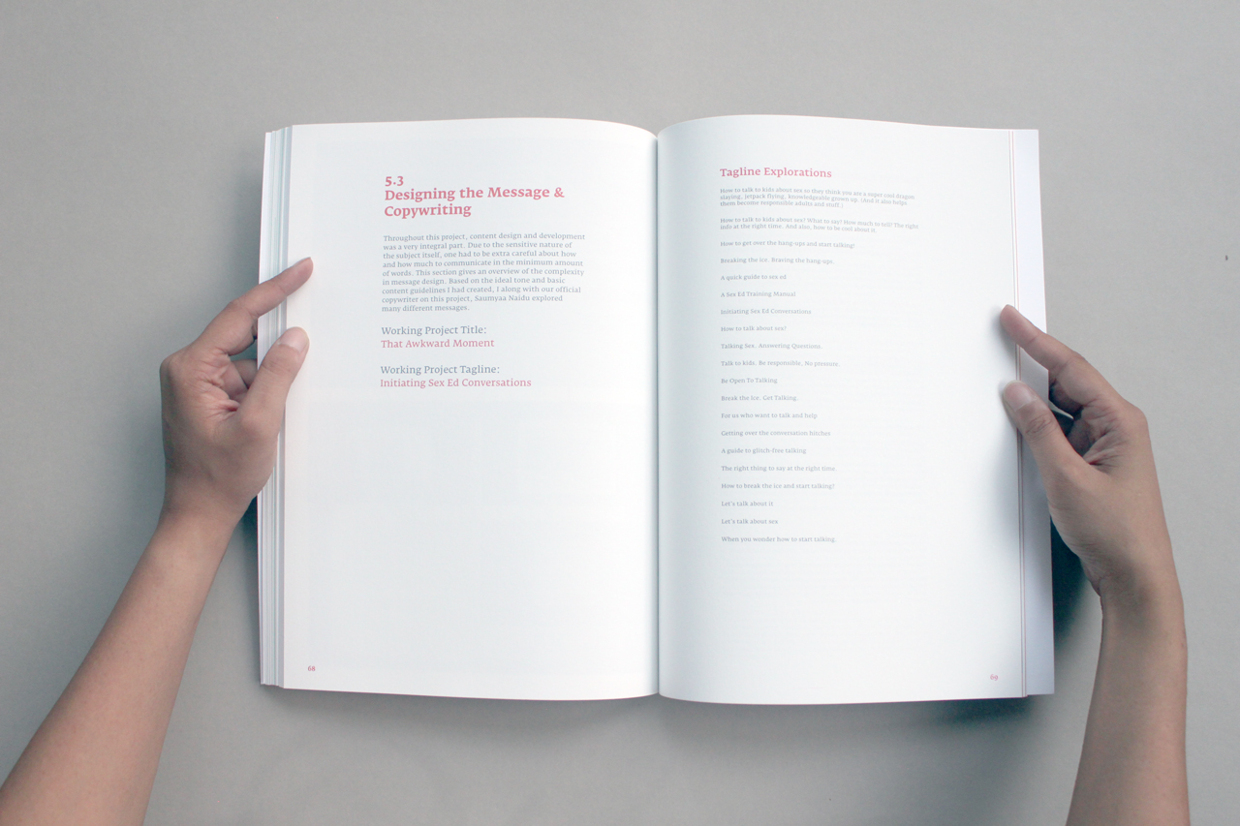 5.3
Designing the Message &
Copywriting
Throughout this project, content design and development
was a very integral part. Due to the sensitive nature of
the subject itself, one had to be extra careful about how
and how much to communicate in the minimum amount
of words. This section gives an overview of the complexity
in message design. Based on the ideal tone and basic
content guidelines I had created, I along with our official
copywriter on this project, Saumyaa Naidu explored
many different messages.
Working Project Title:
That Awkward Moment
Working Project Tagline:
Initiating Sex Ed Conversations
68
Tagline Explorations
How to talk to kids about sex so they think you are a super cool dragon
slaying, jetpack flying, knowledgeable grown up. (And it also helps
them become responsible adults and stuff.)
How to talk to kids about sex? What to say? How much to tell? The right
info at the right time. And also, how to be cool about it.
How to get over the hang-ups and start talking!
Breaking the ice. Braving the hang-ups.
A quick guide to sex ed
A Sex Ed Training Manual
Initiating Sex Ed Conversations
How to talk about sex?
Talking Sex. Answering Questions.
Talk to kids. Be responsible. No pressure.
Be Open To Talking
Break the Ice. Get Talking.
For us who want to talk and help
Getting over the conversation hitches
A guide to glitch-free talking
The right thing to say at the right time
How to break the ice and start talking?
Let's talk about it
Let's talk about sex
When you wonder how to start talking.
69